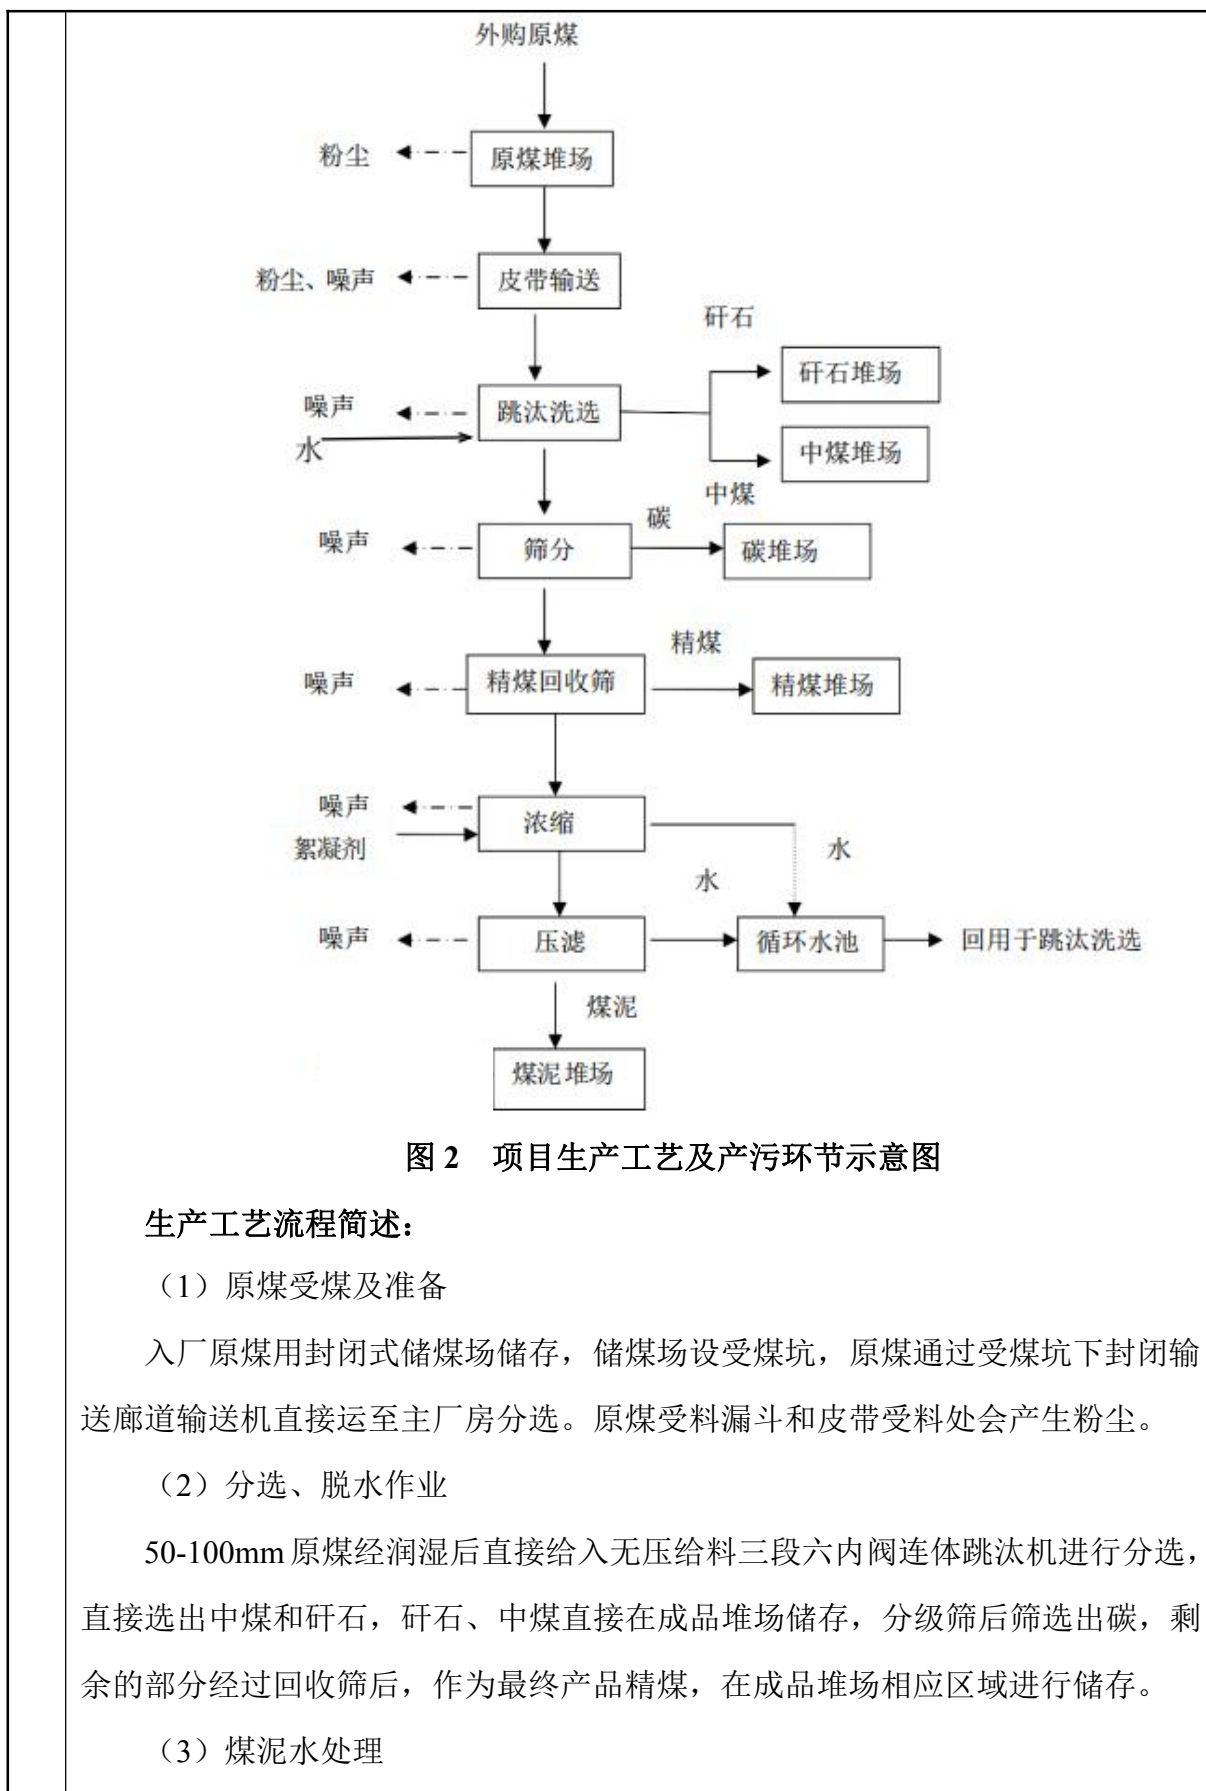 外购原煤
粉尘
原煤堆场
粉尘、噪声
皮带输送
矸石
矸石堆场
噪声
跳汰洗选
水
中煤堆场
中煤
碳
噪声
筛分
碳堆场
精煤
噪声
精煤回收筛
精煤堆场
噪声
浓缩
絮凝剂
水
水
噪声
压滤
循环水池
回用于跳汰洗选
煤泥
煤泥堆场
图 2 项目生产工艺及产污环节示意图
生产工艺流程简述：
（1）原煤受煤及准备
入厂原煤用封闭式储煤场储存，储煤场设受煤坑，原煤通过受煤坑下封闭输
送廊道输送机直接运至主厂房分选。原煤受料漏斗和皮带受料处会产生粉尘。
（2）分选、脱水作业
50-100mm 原煤经润湿后直接给入无压给料三段六内阀连体跳汰机进行分选，
直接选出中煤和矸石，矸石、中煤直接在成品堆场储存，分级筛后筛选出碳，剩
余的部分经过回收筛后，作为最终产品精煤，在成品堆场相应区域进行储存。
（3）煤泥水处理